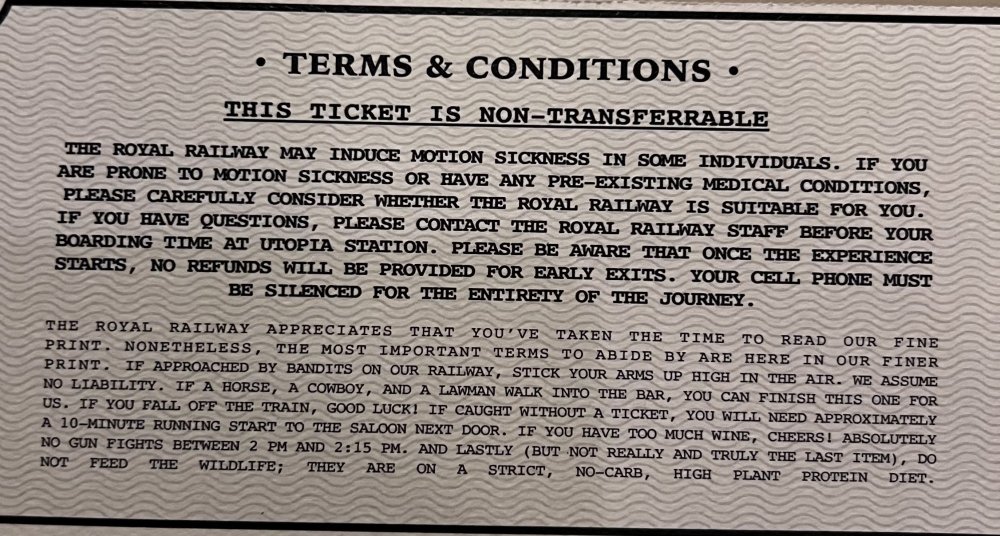 • TERMS & CONDITIONS •
THIS TICKET IS NON-TRANSFERRABLE
THE ROYAL RAILWAY MAY INDUCE MOTION SICKNESS IN SOME INDIVIDUALS. IF YOU
ARE PRONE TO MOTION SICKNESS OR HAVE ANY PRE-EXISTING MEDICAL CONDITIONS,
PLEASE CAREFULLY CONSIDER WHETHER THE ROYAL RAILWAY IS SUITABLE FOR YOU.
IF YOU HAVE QUESTIONS, PLEASE CONTACT THE ROYAL RAILWAY STAFF BEFORE YOUR
BOARDING TIME AT UTOPIA STATION. PLEASE BE AWARE THAT ONCE THE EXPERIENCE
STARTS, NO REFUNDS WILL BE PROVIDED FOR EARLY EXITS. YOUR CELL PHONE MUST
BE SILENCED FOR THE ENTIRETY OF THE JOURNEY.
THE ROYAL RAILWAY APPRECIATES THAT YOU'VE TAKEN THE TIME TO READ OUR FINE
PRINT. NONETHELESS, THE MOST IMPORTANT TERMS TO ABIDE BY ARE HERE IN OUR FINER
PRINT. IF APPROACHED BY BANDITS ON OUR RAILWAY, STICK YOUR ARMS UP HIGH IN THE AIR. WE ASSUME
NO LIABILITY. IF A HORSE, A COWBOY, AND A LAWMAN WALK INTO THE BAR, YOU CAN FINISH THIS ONE FOR
US. IF YOU FALL OFF THE TRAIN, GOOD LUCK! IF CAUGHT WITHOUT A TICKET, YOU WILL NEED APPROXIMATELY
A 10-MINUTE RUNNING START TO THE SALOON NEXT DOOR. IF YOU HAVE TOO MUCH WINE, CHEERS! ABSOLUTELY
NO GUN FIGHTS BETWEEN 2 PM AND 2:15 PM. AND LASTLY (BUT NOT REALLY AND TRULY THE LAST ITEM), DO
NOT FEED THE WILDLIFE; THEY ARE ON A STRICT, NO-CARB, HIGH PLANT PROTEIN DIET.